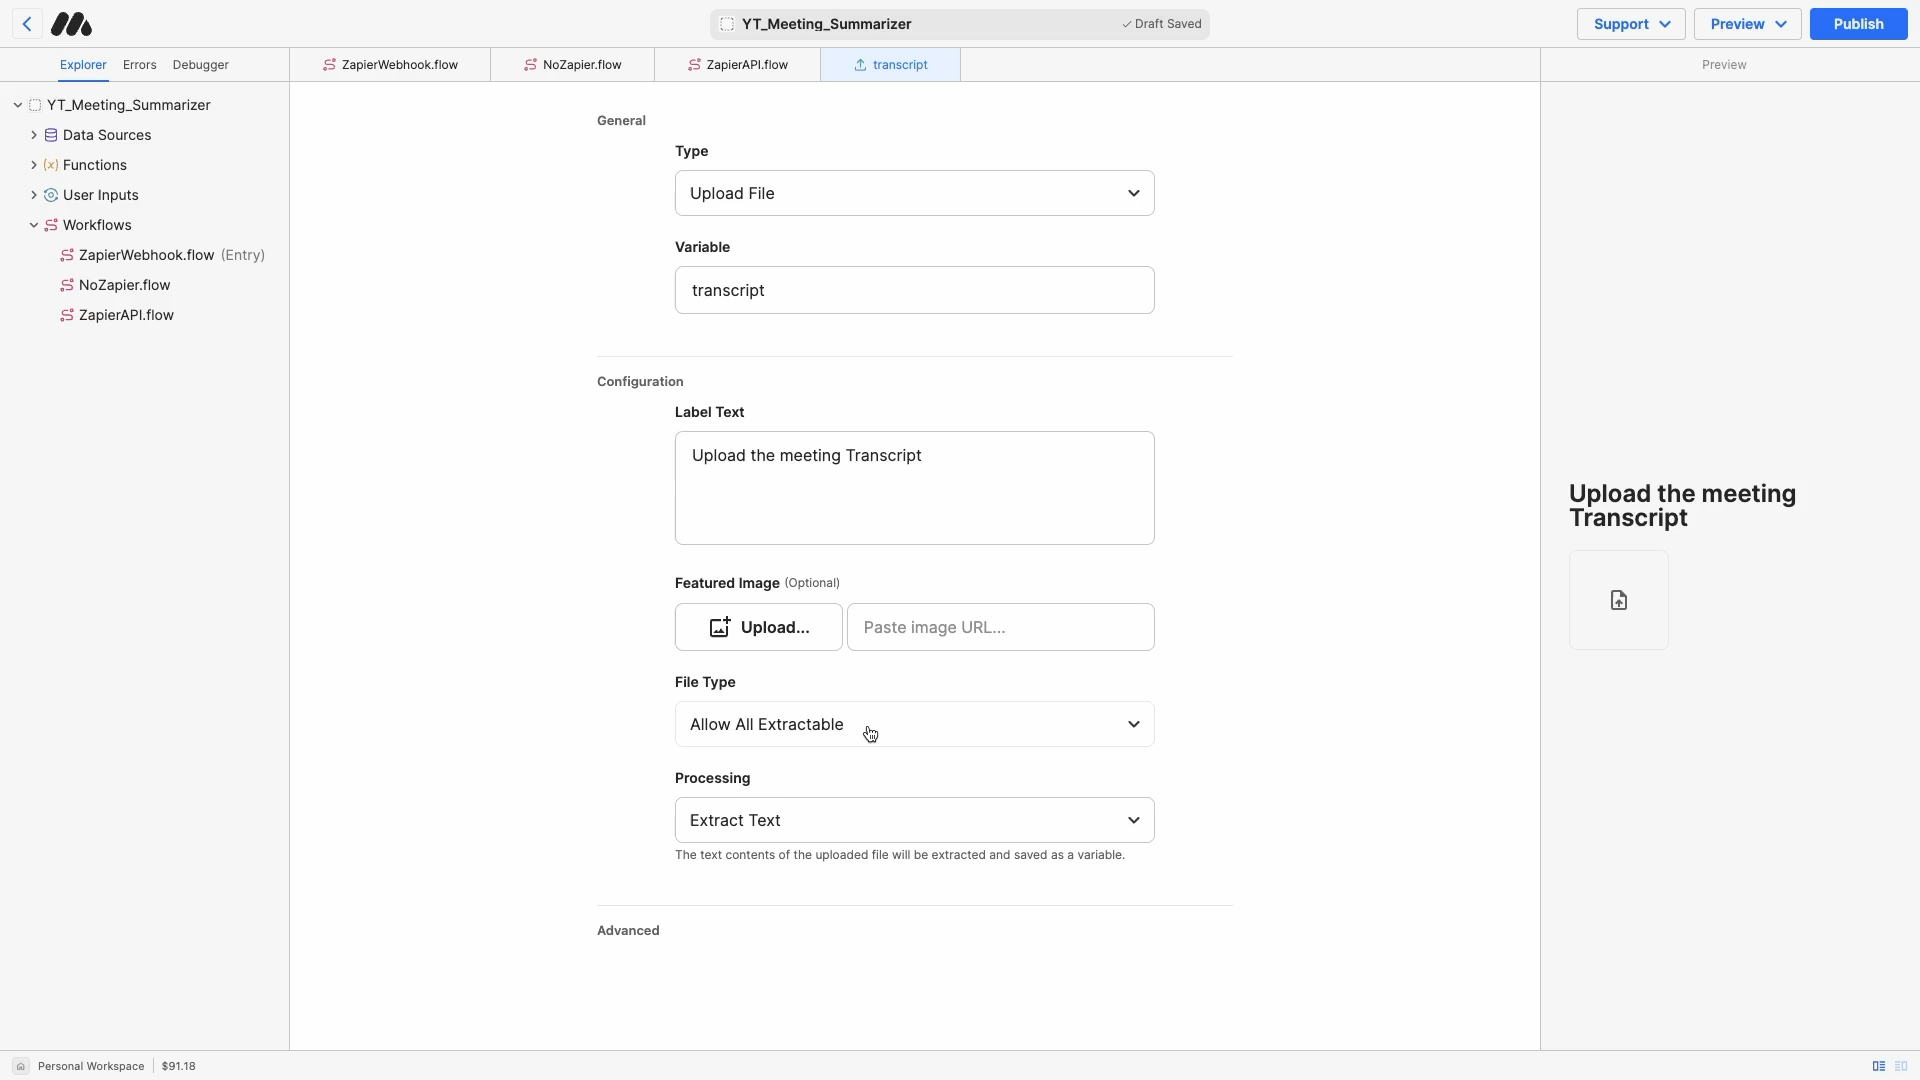 YT_Meeting_Summarizer
Draft Saved
Support
Preview
Publish
Explorer
Errors
Debugger
ZapierWebhook.flow
NoZapier.flow
ZapierAPI.flow
transcript
Preview
YT_Meeting_Summarizer
Data Sources
(x) Functions
User Inputs
Workflows
ZapierWebhook.flow (Entry)
NoZapier.flow
ZapierAPI.flow
General
Type
Upload File
Variable
transcript
Configuration
Label Text
Upload the meeting Transcript
Featured Image (Optional)
Upload...
Paste image URL...
File Type
Allow All Extractable
Processing
Extract Text
The text contents of the uploaded file will be extracted and saved as a variable.
Advanced
Upload the meeting
Transcript
Personal Workspace
$91.18